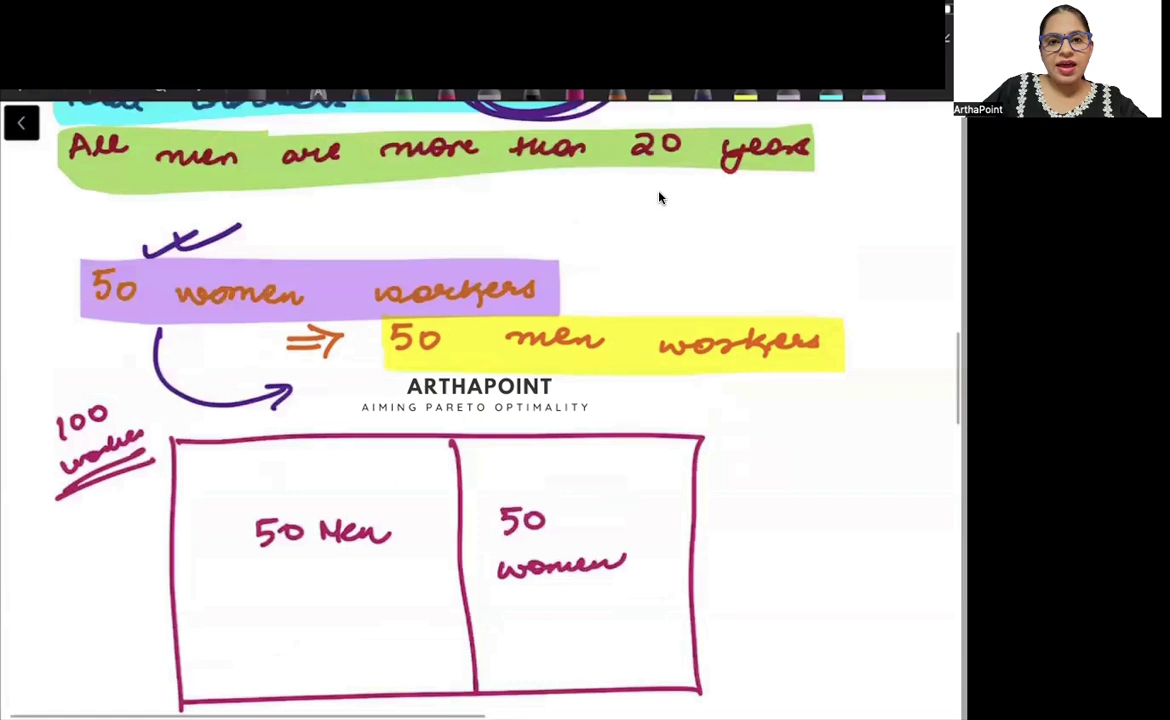 ArthaPoint
All men are more than 20 years
50 women workers
⇒ 50 men workers
ARTHAPOINT
AIMING PARETO OPTIMALITY
100
50 Men
50
women